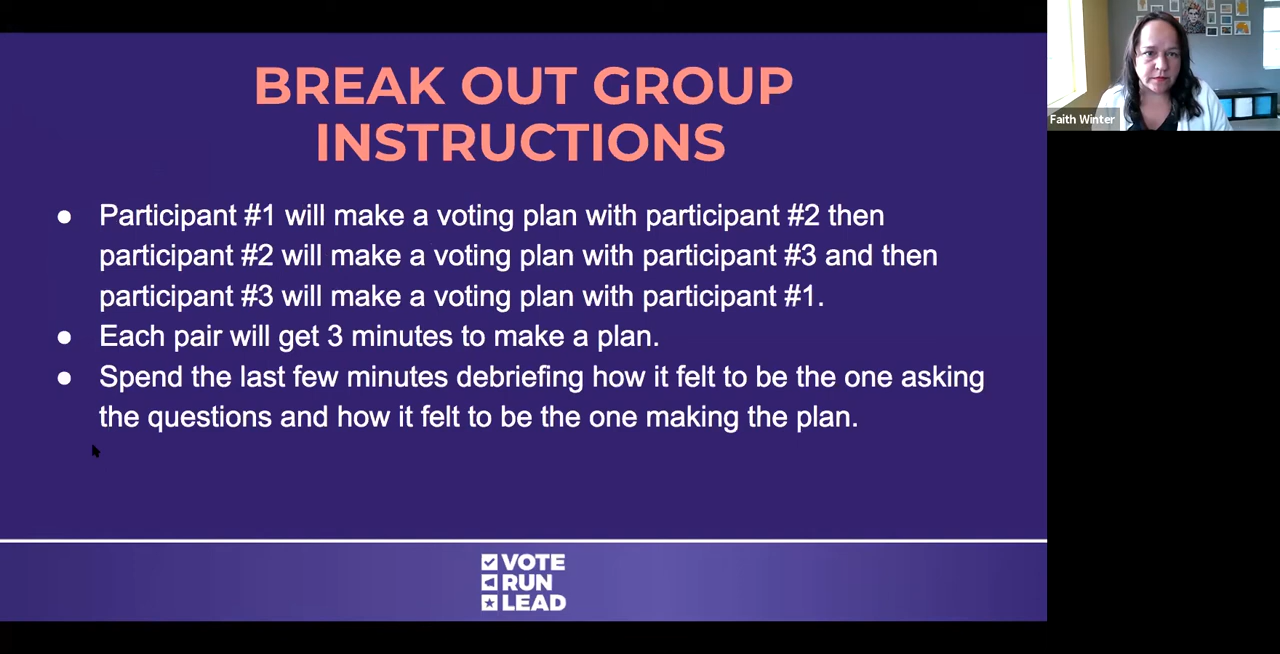 BREAK OUT GROUP
INSTRUCTIONS
● Participant #1 will make a voting plan with participant #2 then
participant #2 will make a voting plan with participant #3 and then
participant #3 will make a voting plan with participant #1.
● Each pair will get 3 minutes to make a plan.
● Spend the last few minutes debriefing how it felt to be the one asking
the questions and how it felt to be the one making the plan.
VOTE
RUN
LEAD
Faith Winter